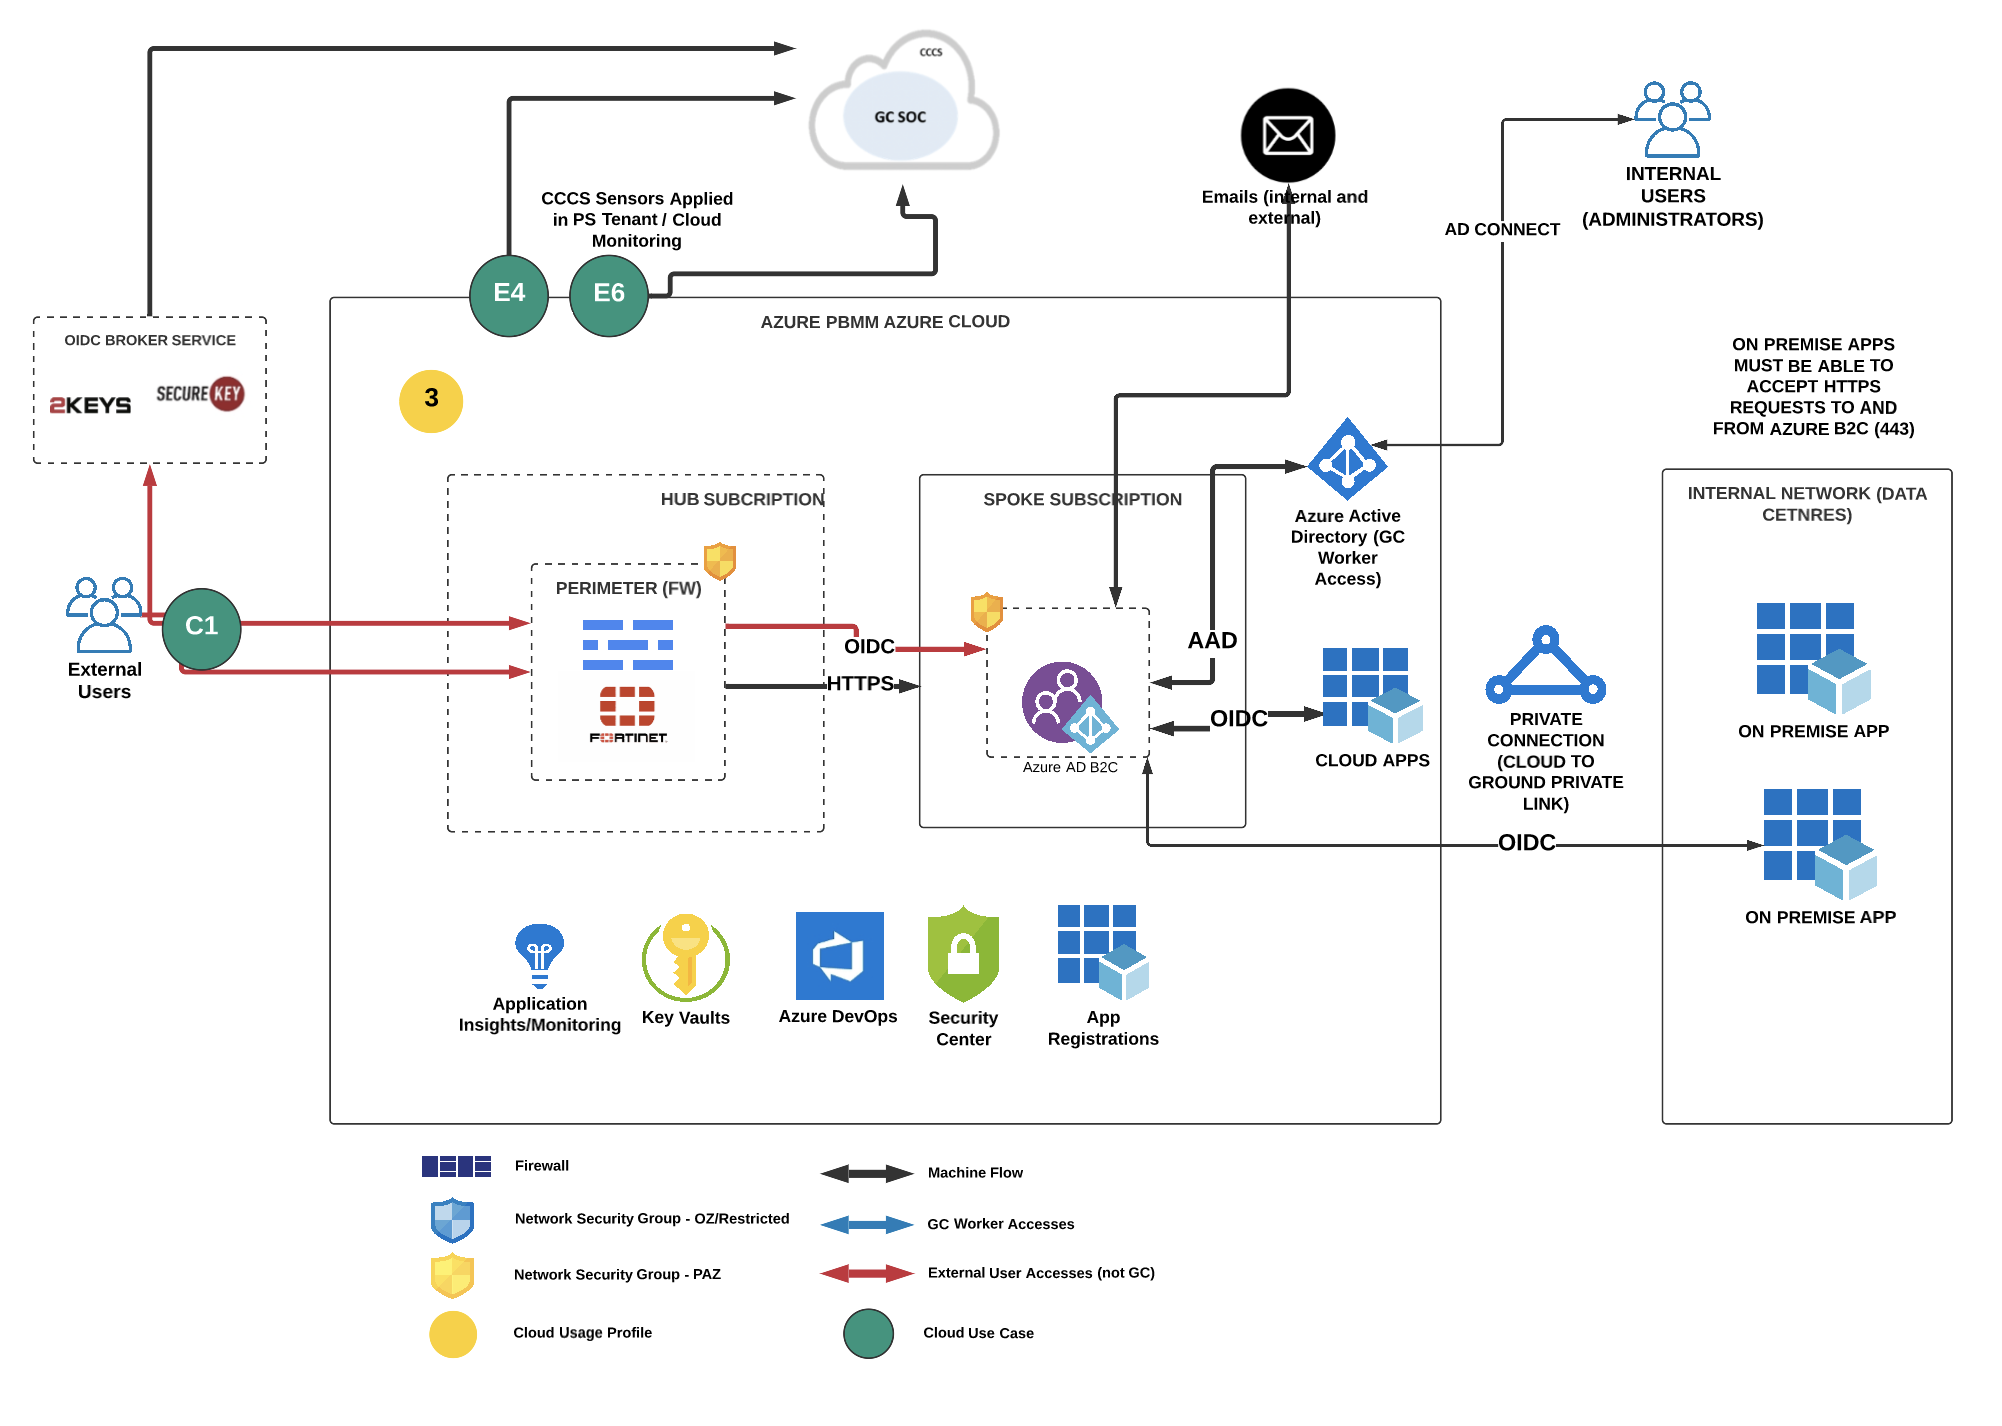 CCCS
GC SOC
CCCS Sensors Applied
in PS Tenant / Cloud
Monitoring
E4
E6
Emails (internal and
external)
INTERNAL
USERS
(ADMINISTRATORS)
AD CONNECT
OIDC BROKER SERVICE
2KEYS
SECURE KEY
AZURE PBMM AZURE CLOUD
3
ON PREMISE APPS
MUST BE ABLE TO
ACCEPT HTTPS
REQUESTS TO AND
FROM AZURE B2C (443)
HUB SUBCRIPTION
SPOKE SUBSCRIPTION
Azure Active
Directory (GC
Worker
Access)
INTERNAL NETWORK (DATA
CETNRES)
PERIMETER (FW)
C1
External
Users
OIDC
HTTPS
FORTINET
AAD
OIDC
Azure AD B2C
CLOUD APPS
PRIVATE
CONNECTION
(CLOUD TO
GROUND PRIVATE
LINK)
ON PREMISE APP
OIDC
ON PREMISE APP
Application
Insights/Monitoring
Key Vaults
Azure DevOps
Security
Center
App
Registrations
Firewall
Machine Flow
Network Security Group - OZ/Restricted
GC Worker Accesses
Network Security Group - PAZ
External User Accesses (not GC)
Cloud Usage Profile
Cloud Use Case